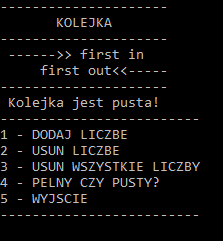 ---------------------
KOLEJKA
---------------------
------>> first in
first out<<-----
---------------------
Kolejka jest pusta!
-------------------------
1 - DODAJ LICZBE
2 - USUN LICZBE
3 - USUN WSZYSTKIE LICZBY
4 - PELNY CZY PUSTY?
5 - WYJSCIE
-------------------------